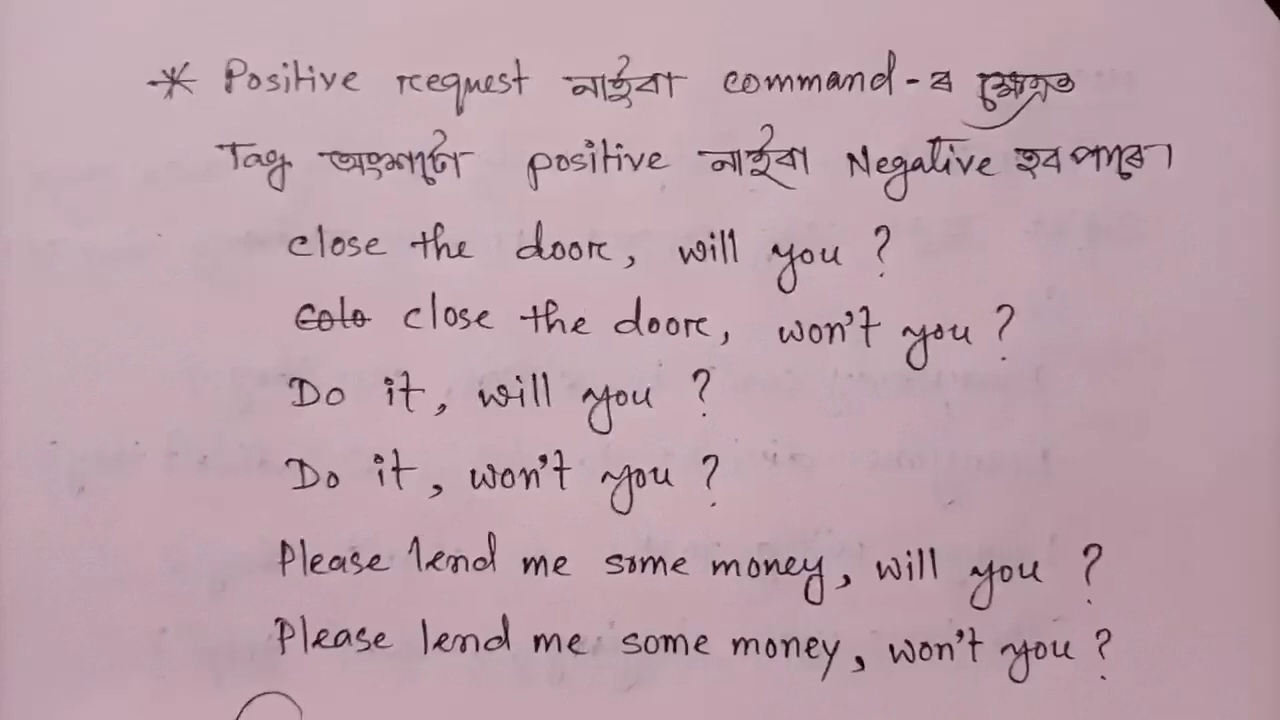 * Positive request নাইবা command-ৰ ক্ষেত্ৰত
Tag অংশটো positive নাইবা Negative হব পাৰে।
close the door, will you ?
close the door, won't you ?
Do it, will you ?
Do it, won't you ?
Please lend me some money, will you ?
Please lend me some money, won't you ?